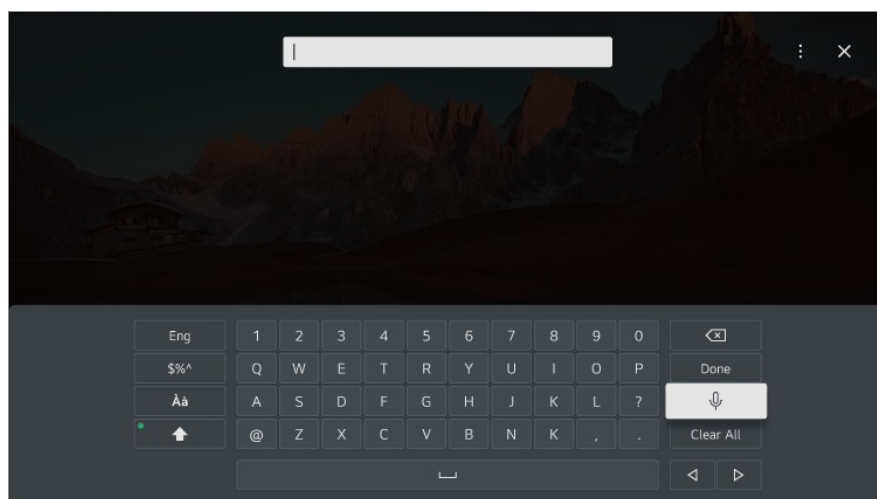 Eng 1 2 3 4 5 6 7 8 9 0
$%^ Q W E T R Y U I O P Done
Àà A S D F G H J K L ?
@ Z X C V B N K , . Clear All